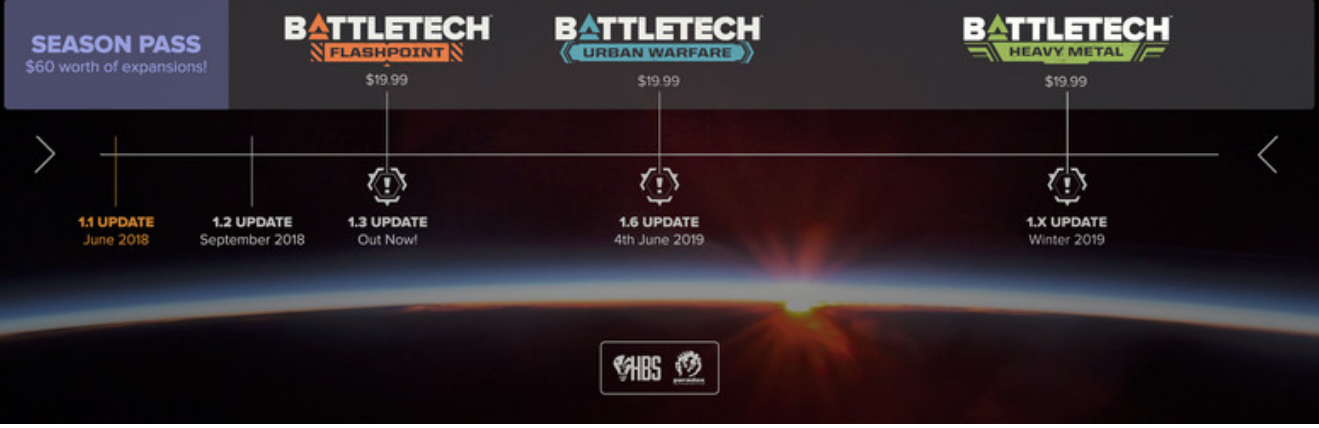 SEASON PASS
$60 worth of expansions!
BATTLETECH
FLASHPOINT
$19.99
BATTLETECH
URBAN WARFARE
$19.99
BATTLETECH
HEAVY METAL
$19.99
1.1 UPDATE
June 2018
1.2 UPDATE
September 2018
1.3 UPDATE
Out Now!
1.6 UPDATE
4th June 2019
1.X UPDATE
Winter 2019
HBS
paradox